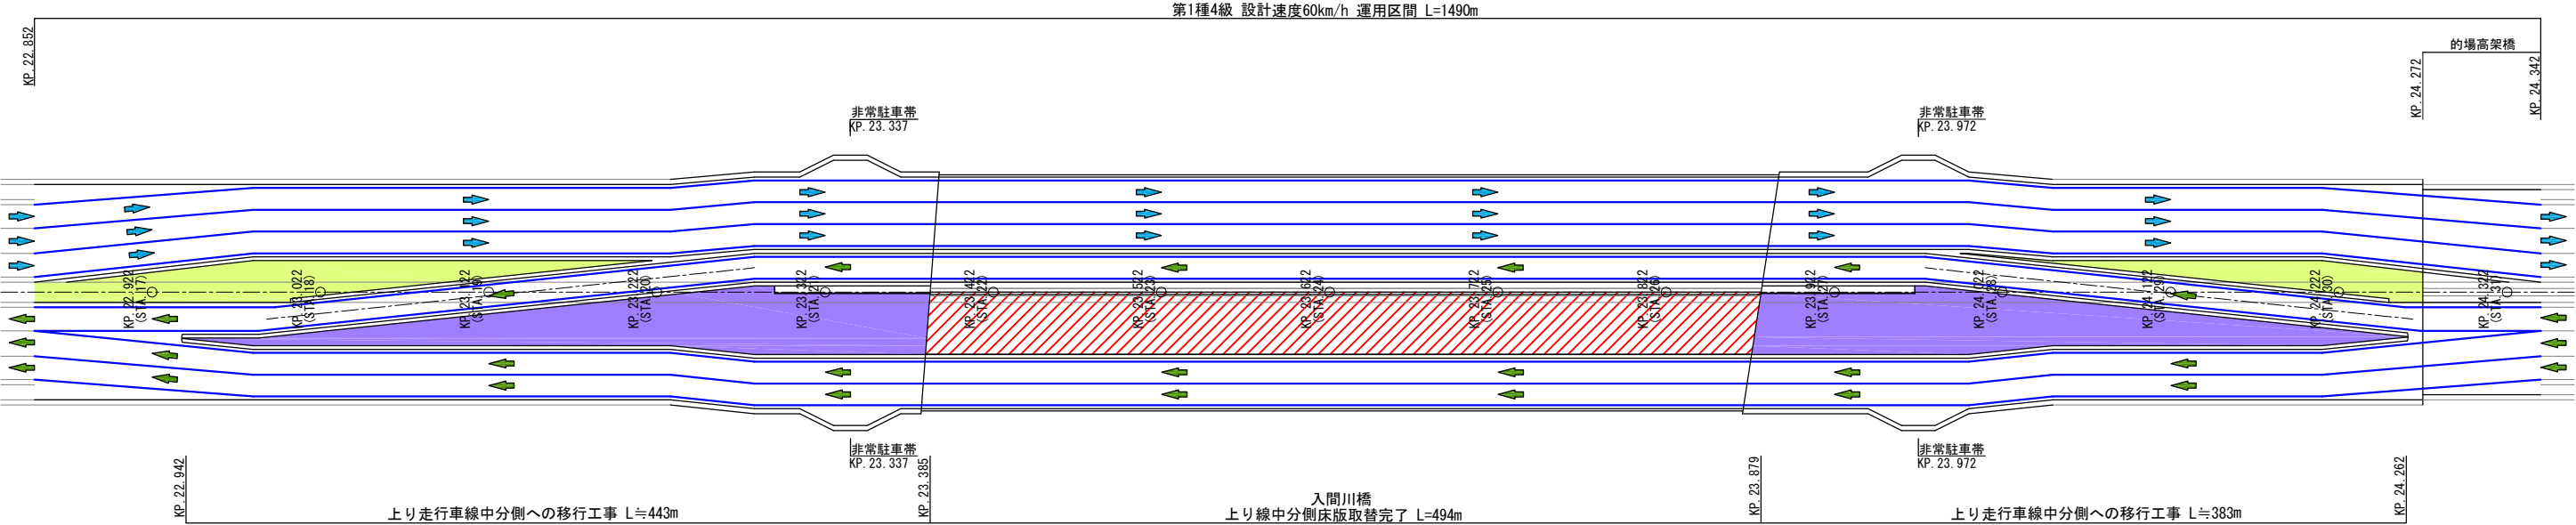 第1種4級 設計速度60km/h 運用区間 L=1490m
KP.22.852
的場高架橋
KP.24.272
KP.24.342
非常駐車帯
KP.23.337
非常駐車帯
KP.23.972
KP.22.922
(STA.17)
KP.23.022
(STA.18)
KP.23.122
(STA.19)
KP.23.222
(STA.20)
KP.23.322
(STA.21)
KP.23.422
(STA.22)
KP.23.522
(STA.23)
KP.23.622
(STA.24)
KP.23.722
(STA.25)
KP.23.822
(STA.26)
KP.23.922
(STA.27)
KP.24.022
(STA.28)
KP.24.122
(STA.29)
KP.24.222
(STA.30)
KP.24.322
(STA.31)
非常駐車帯
KP.23.337
非常駐車帯
KP.23.972
KP.22.942
KP.23.385
KP.23.879
KP.24.262
上り走行車線中分側への移行工事 L≒443m
入間川橋
上り線中分側床版取替完了 L=494m
上り走行車線中分側への移行工事 L≒383m